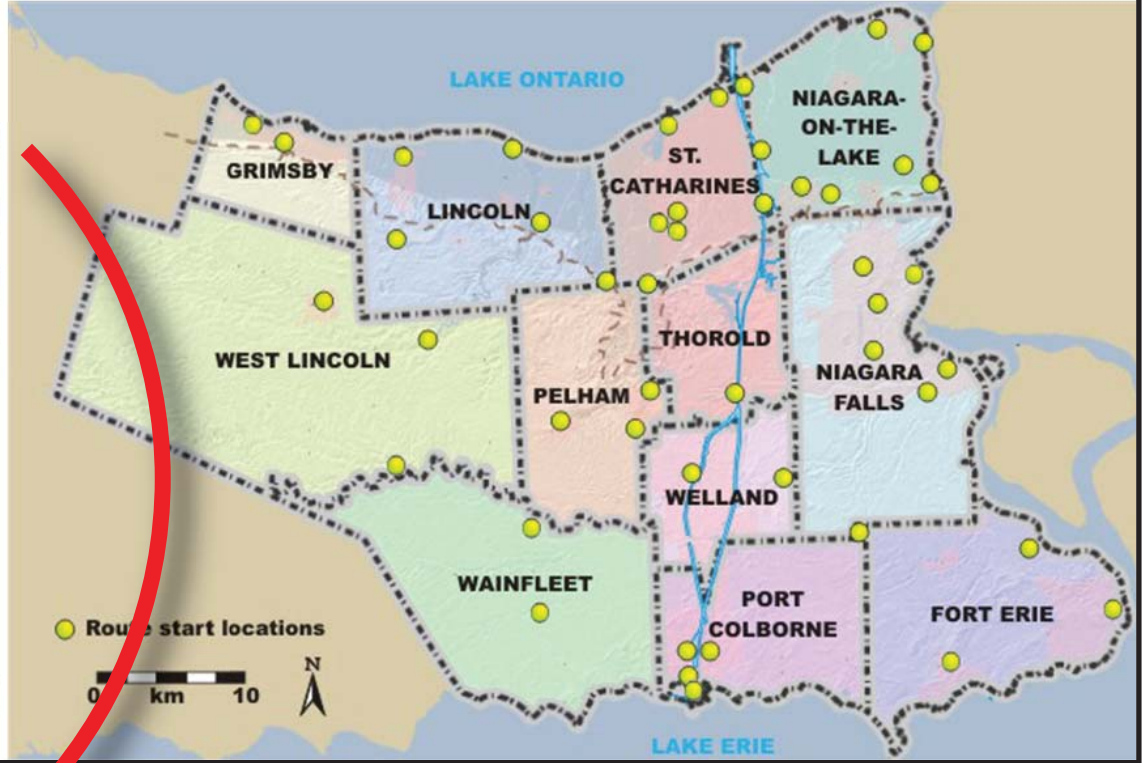 LAKE ONTARIO
NIAGARA-
ON-THE-
LAKE
GRIMSBY
ST.
CATHARINES
LINCOLN
WEST LINCOLN
THOROLD
PELHAM
NIAGARA
FALLS
WELLAND
WAINFLEET
PORT
COLBORNE
FORT ERIE
Route start locations
N
0 km 10
LAKE ERIE